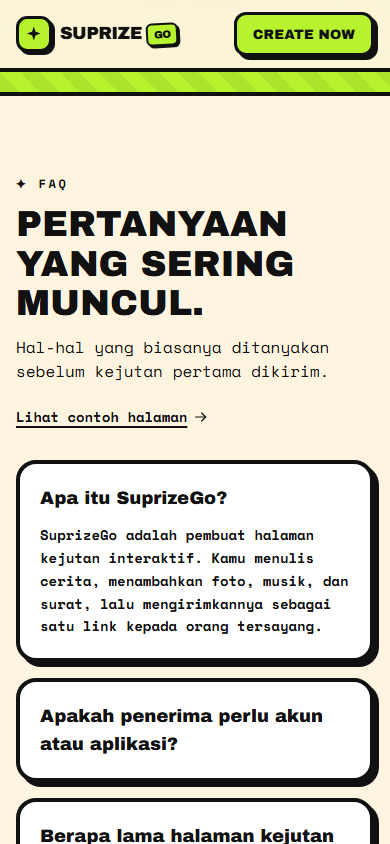 SUPRIZE GO
CREATE NOW
FAQ
PERTANYAAN
YANG SERING
MUNCUL.
Hal-hal yang biasanya ditanyakan
sebelum kejutan pertama dikirim.
Lihat contoh halaman →
Apa itu SuprizeGo?
SuprizeGo adalah pembuat halaman
kejutan interaktif. Kamu menulis
cerita, menambahkan foto, musik, dan
surat, lalu mengirimkannya sebagai
satu link kepada orang tersayang.
Apakah penerima perlu akun
atau aplikasi?
Berapa lama halaman kejutan